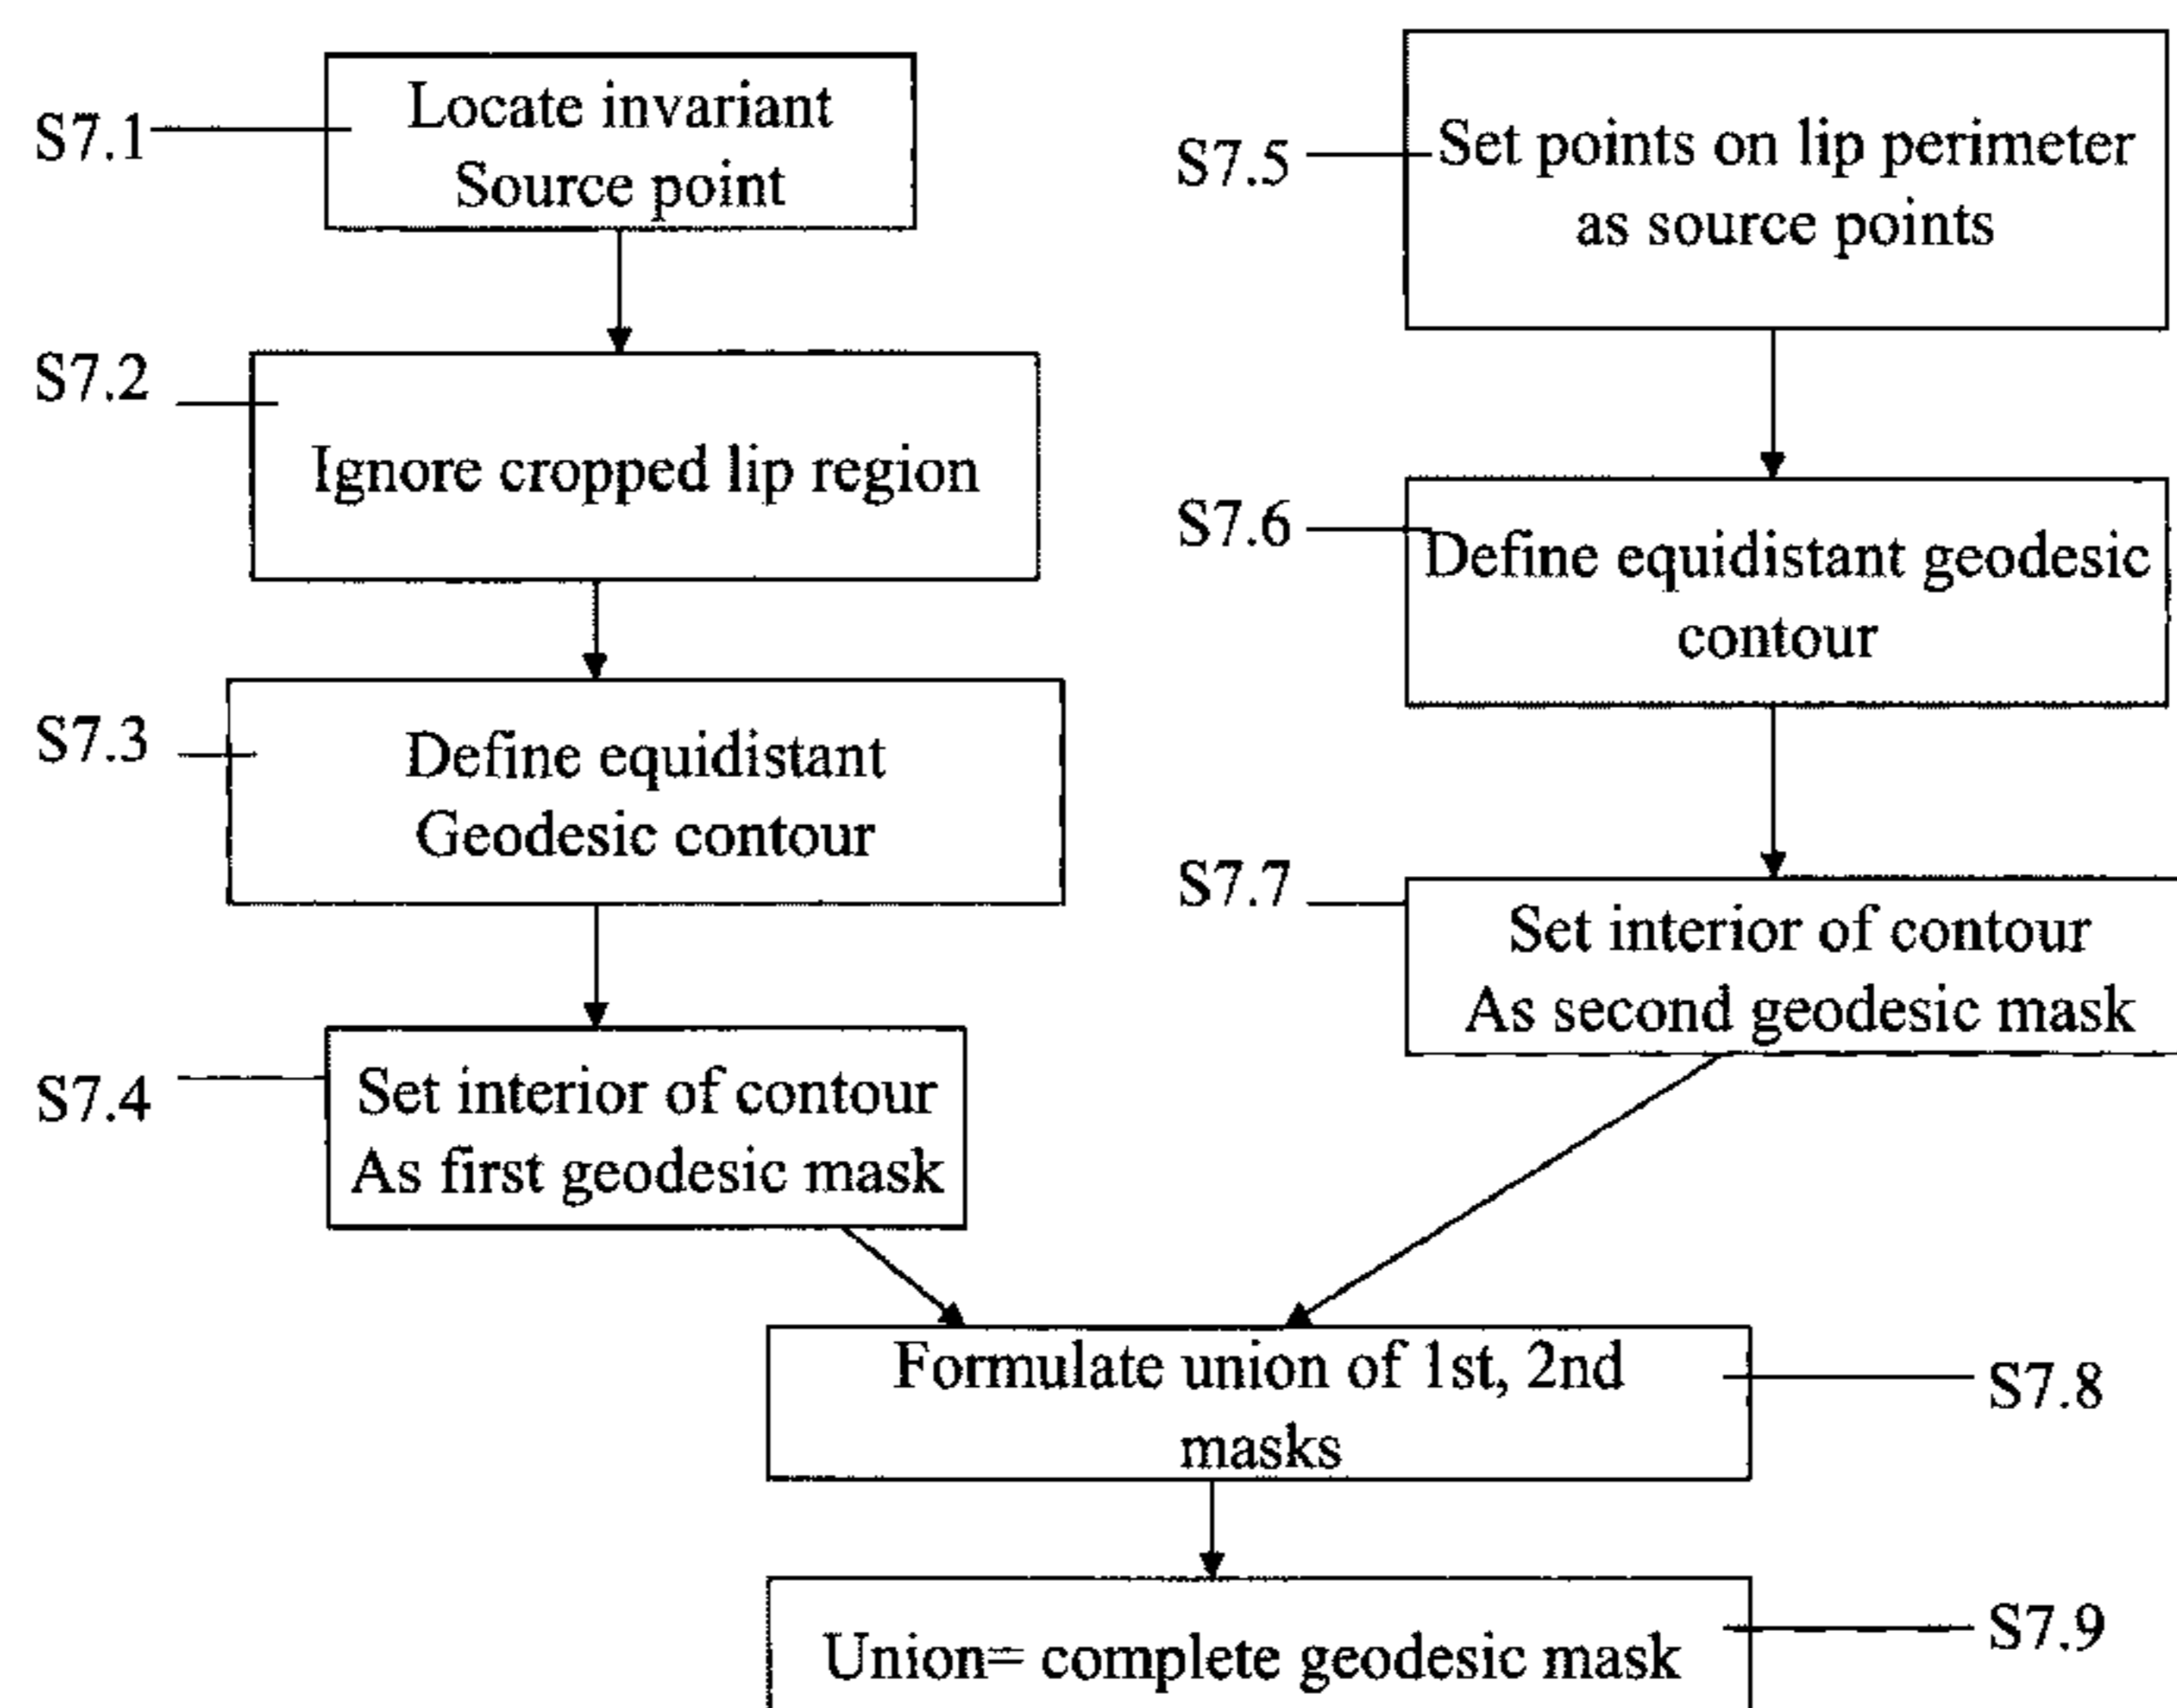 S7.1
Locate invariant
Source point
S7.2
Ignore cropped lip region
S7.3
Define equidistant
Geodesic contour
S7.4
Set interior of contour
As first geodesic mask
S7.5
Set points on lip perimeter
as source points
S7.6
Define equidistant geodesic
contour
S7.7
Set interior of contour
As second geodesic mask
Formulate union of 1st, 2nd
masks
S7.8
Union= complete geodesic mask
S7.9